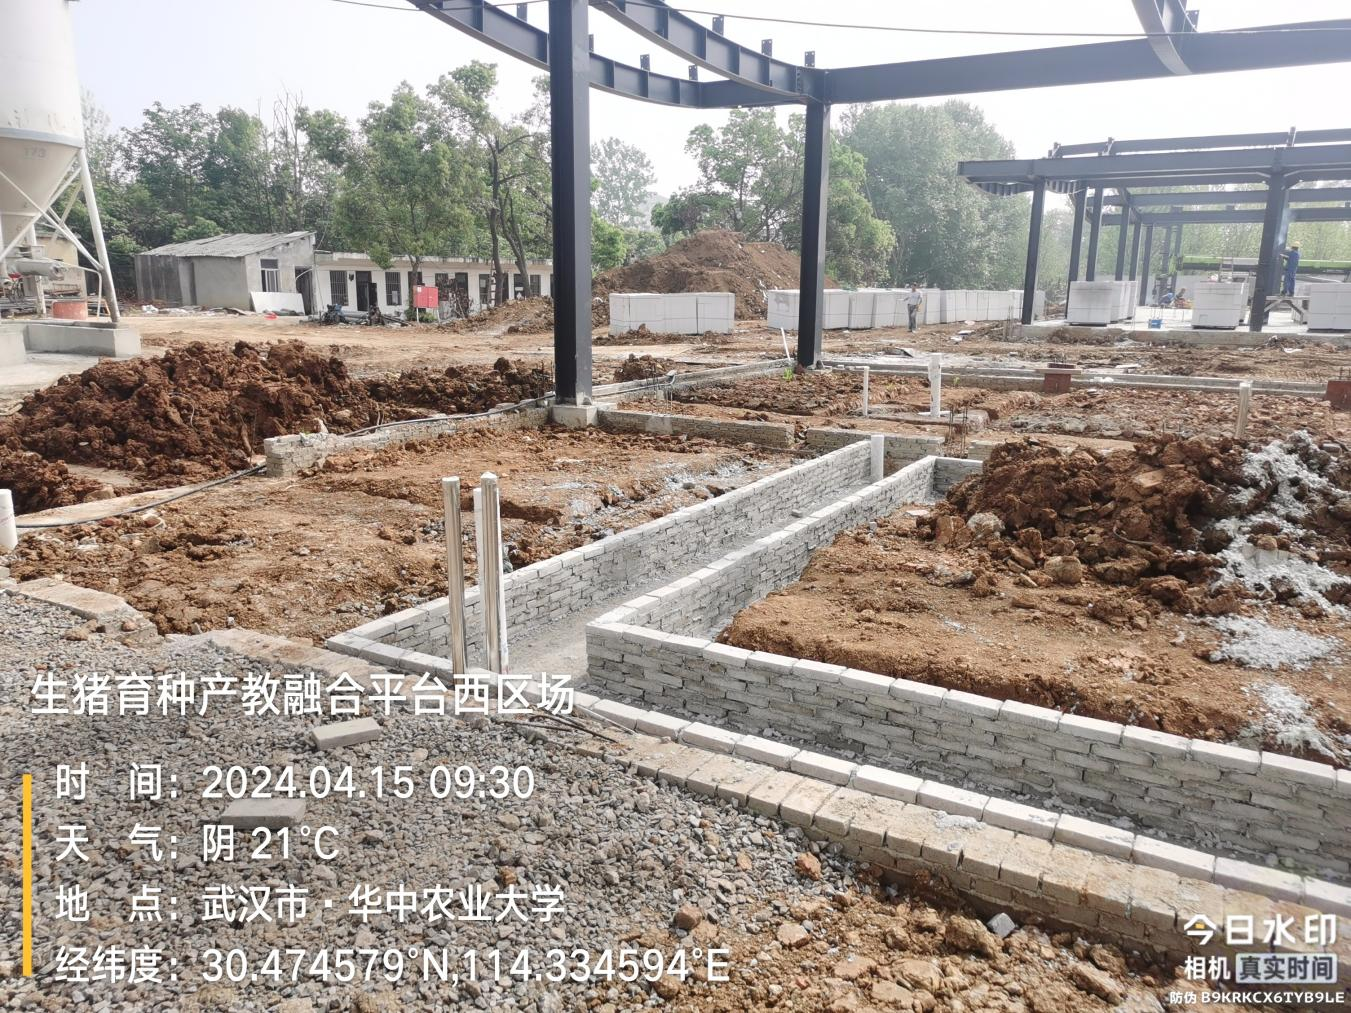 173
生猪育种产教融合平台西区场
时 间：2024.04.15 09:30
天 气：阴 21℃
地 点：武汉市·华中农业大学
经纬度：30.474579°N,114.334594°E
今日水印
相机 真实时间
防伪 B9KRKCX6TYB9LE